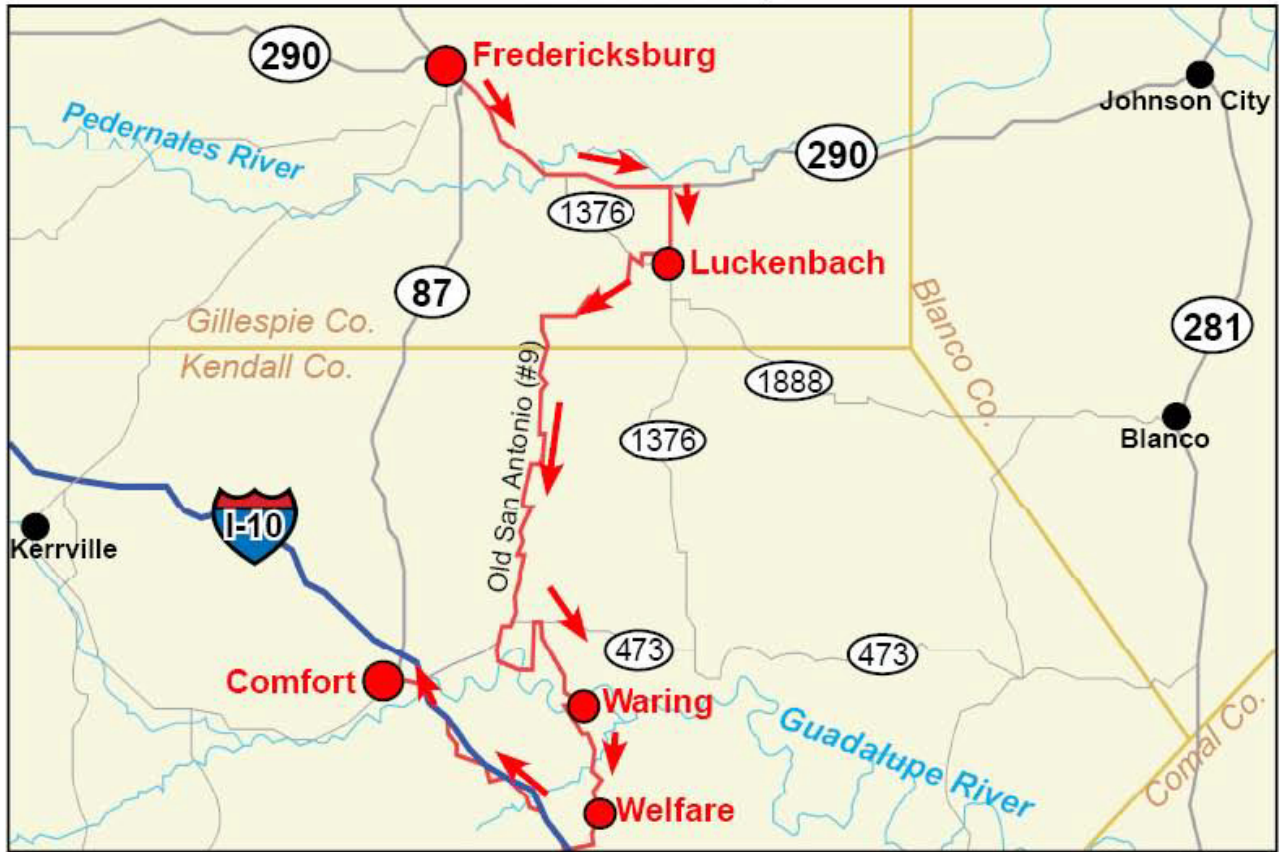 290
Fredericksburg
Johnson City
Pedernales River
290
1376
Luckenbach
87
Gillespie Co.
Kendall Co.
Blanco Co.
281
Old San Antonio (#9)
1888
1376
Blanco
I-10
Kerrville
473
473
Comfort
Waring
Guadalupe River
Comal Co.
Welfare